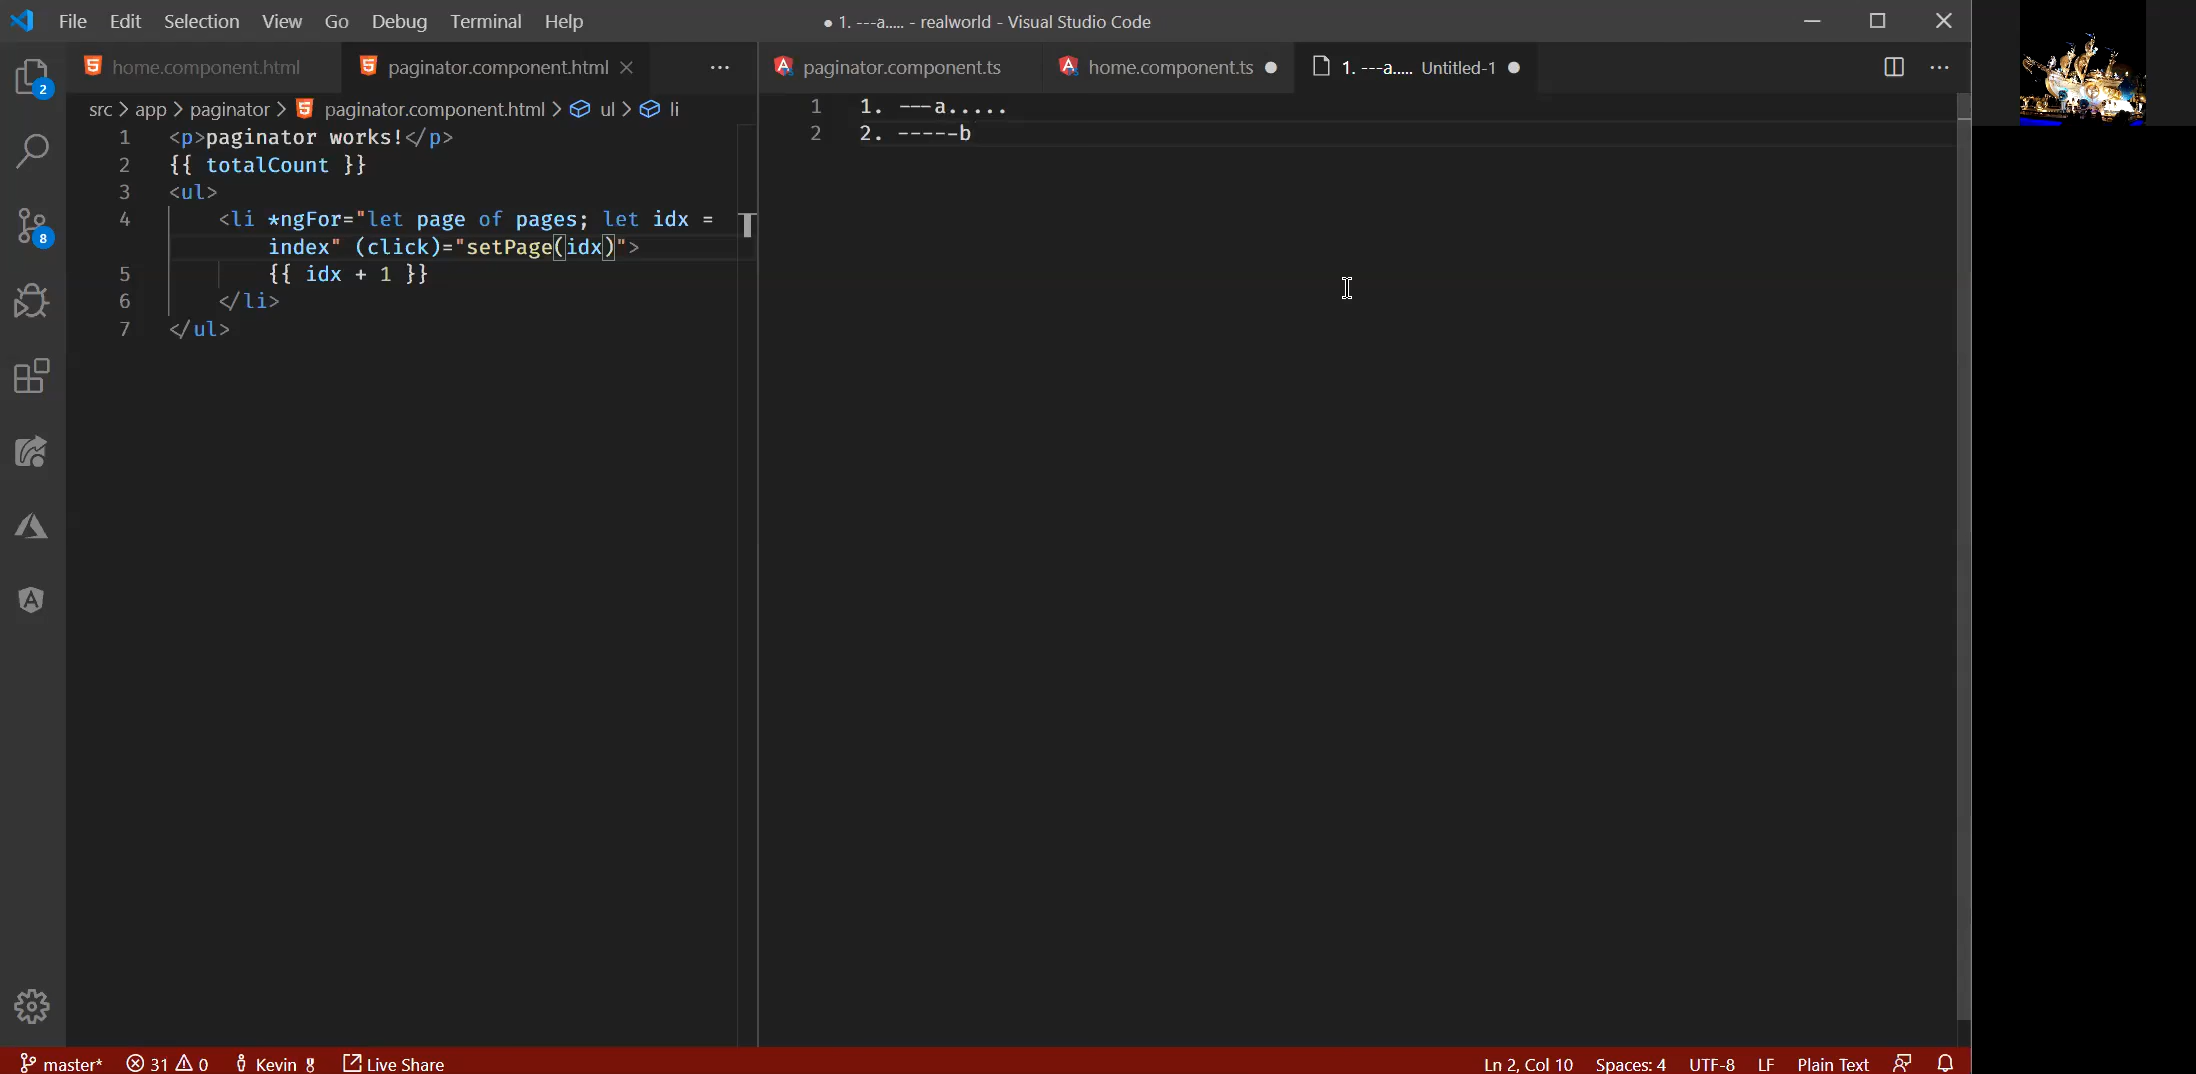 File Edit Selection View Go Debug Terminal Help
● 1. ---a..... - realworld - Visual Studio Code
home.component.html
paginator.component.html
paginator.component.ts
home.component.ts
1. ---a..... Untitled-1
src > app > paginator > paginator.component.html > ul > li
1 <p>paginator works!</p>
2 {{ totalCount }}
3 <ul>
4 <li *ngFor="let page of pages; let idx =
index" (click)="setPage(idx)">
5 {{ idx + 1 }}
6 </li>
7 </ul>
1 1. ---a.....
2 2. -----b
2
8
master* 31 0 Kevin Live Share
Ln 2, Col 10 Spaces: 4 UTF-8 LF Plain Text